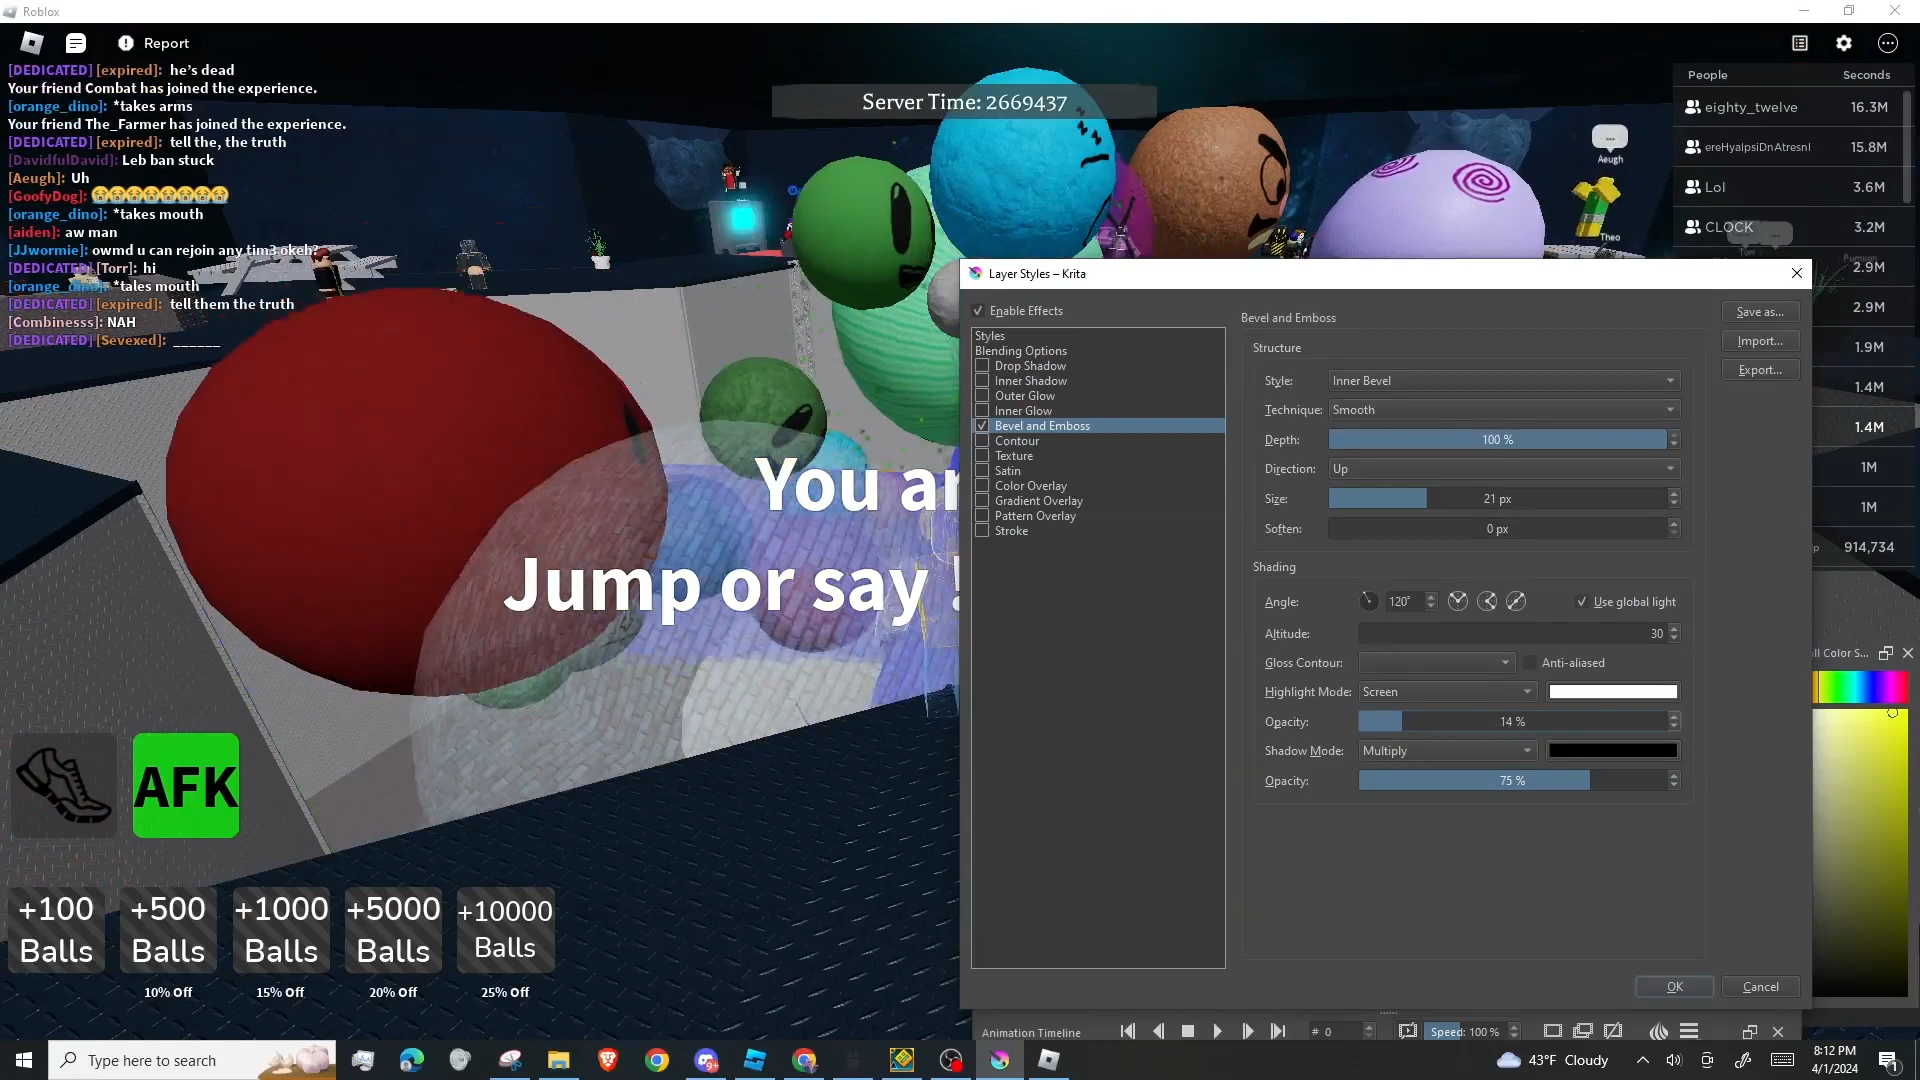 Roblox
Report
[DEDICATED] [expired]: he's dead
Your friend Combat has joined the experience.
[orange_dino]: *takes arms
Your friend The_Farmer has joined the experience.
[DEDICATED] [expired]: tell the, the truth
[DavidfulDavid]: Leb ban stuck
[Aeugh]: Uh
[GoofyDog]: 😭😭😭😭😭😭😭😭
[orange_dino]: *takes mouth
[aiden]: aw man
[JJwormie]: owmd u can rejoin any tim3 okeh?
[DEDICATED] [Torr]: hi
[orange_dino]: *tales mouth
[DEDICATED] [expired]: tell them the truth
[Combinesss]: NAH
[DEDICATED] [Sevexed]: ______
Server Time: 2669437
Aeugh
Theo
People Seconds
eighty_twelve 16.3M
ereHyalpsiDnAtresnI 15.8M
Lol 3.6M
CLOCK 3.2M
2.9M
2.9M
1.9M
1.4M
1.4M
1M
1M
p 914,734
You ar
Jump or say !
AFK
+100 Balls
+500 Balls
10% Off
+1000 Balls
15% Off
+5000 Balls
20% Off
+10000 Balls
25% Off
Layer Styles – Krita
Enable Effects
Styles
Blending Options
Drop Shadow
Inner Shadow
Outer Glow
Inner Glow
Bevel and Emboss
Contour
Texture
Satin
Color Overlay
Gradient Overlay
Pattern Overlay
Stroke
Bevel and Emboss
Structure
Style: Inner Bevel
Technique: Smooth
Depth: 100 %
Direction: Up
Size: 21 px
Soften: 0 px
Shading
Angle: 120° Use global light
Altitude: 30
Gloss Contour: Anti-aliased
Highlight Mode: Screen
Opacity: 14 %
Shadow Mode: Multiply
Opacity: 75 %
Save as...
Import...
Export...
OK
Cancel
ll Color S...
Animation Timeline # 0 Speed: 100 %
Type here to search
9+
43°F Cloudy
8:12 PM
4/1/2024
1